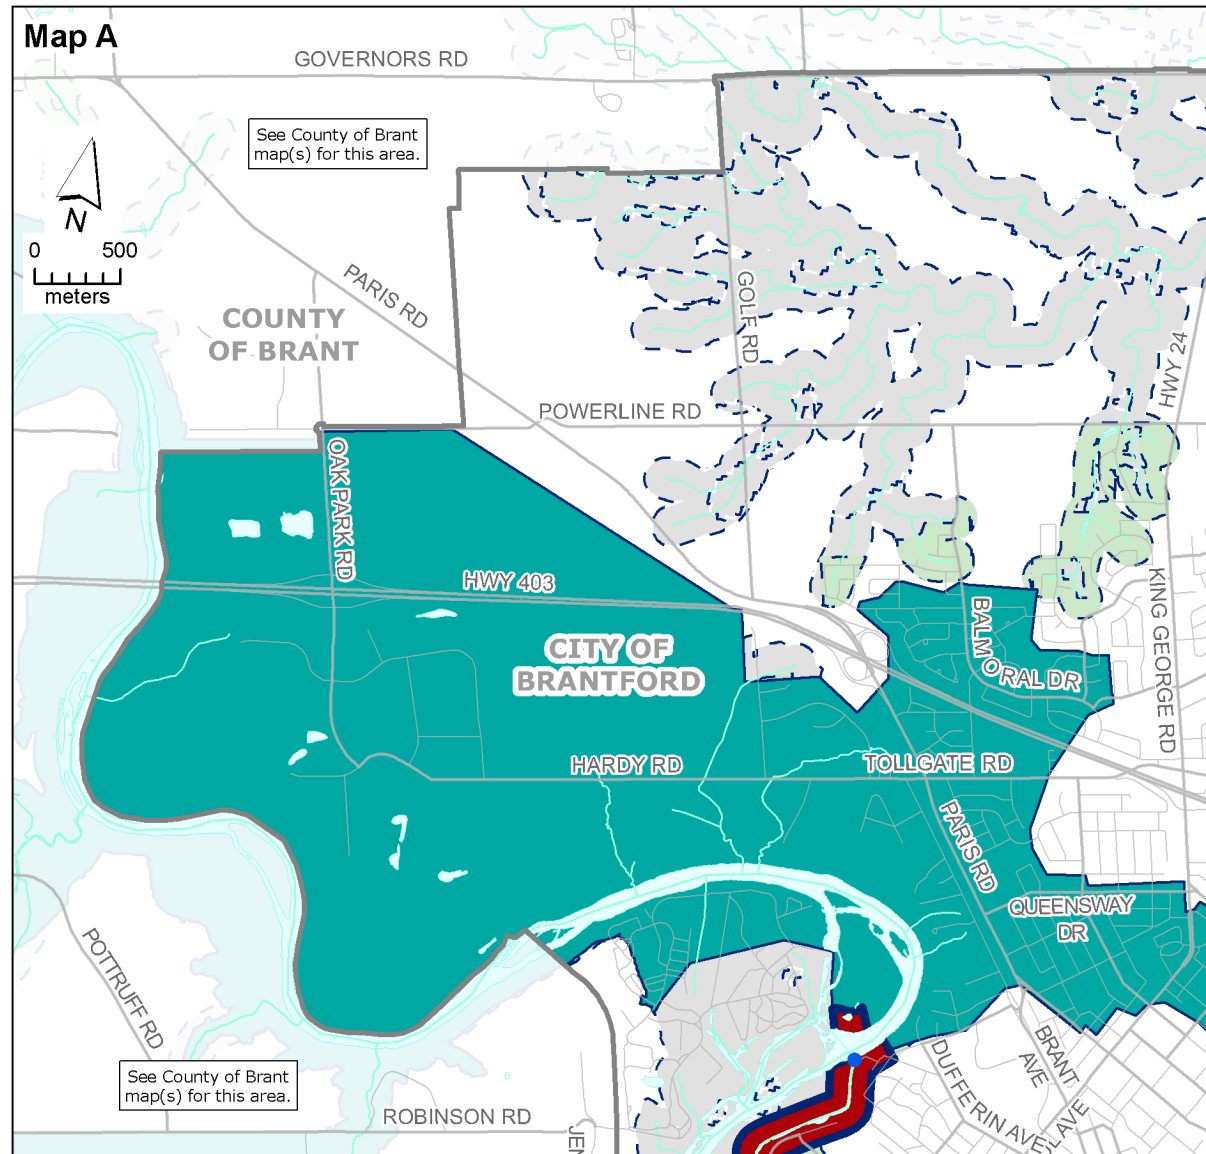 Map A
GOVERNORS RD
See County of Brant
map(s) for this area.
N
0 500
meters
PARIS RD
COUNTY
OF BRANT
GOLF RD
HWY 24
POWERLINE RD
OAK PARK RD
HWY 403
CITY OF
BRANTFORD
BALMORAL DR
KING GEORGE RD
HARDY RD
TOLLGATE RD
PARIS RD
QUEENSWAY
DR
POTTRUFF RD
See County of Brant
map(s) for this area.
ROBINSON RD
DUFFERIN AVE
BRANT
AVE